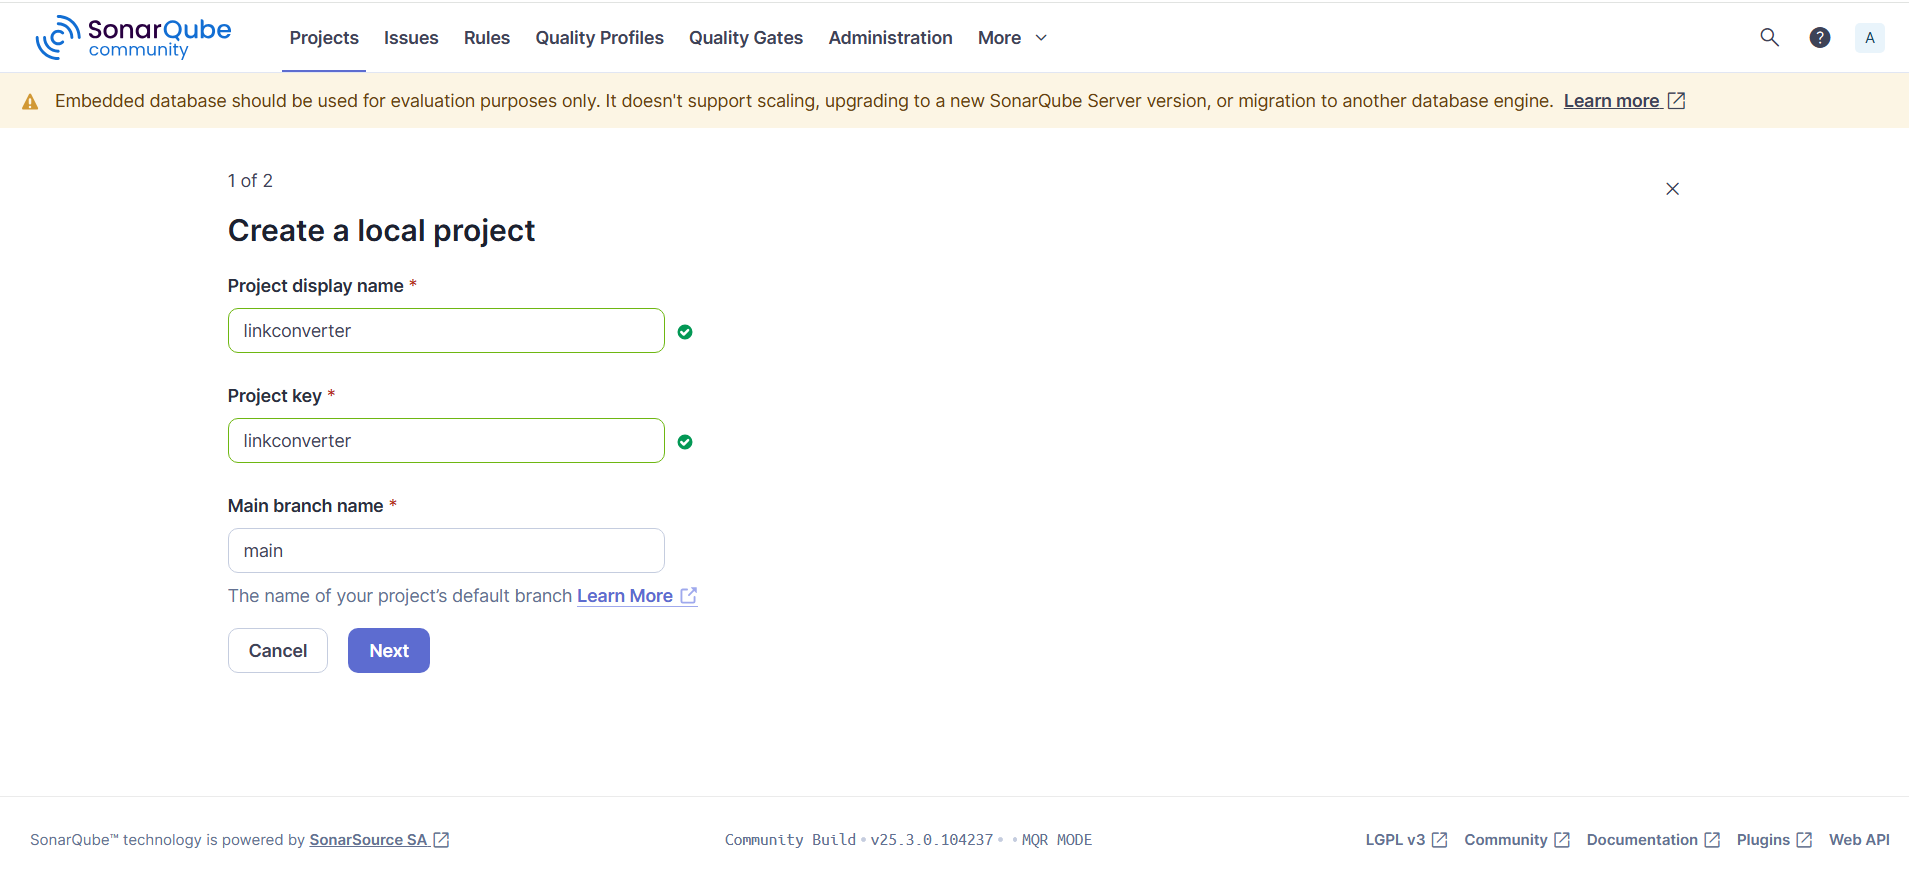 SonarQube
community
Projects Issues Rules Quality Profiles Quality Gates Administration More
? A
Embedded database should be used for evaluation purposes only. It doesn't support scaling, upgrading to a new SonarQube Server version, or migration to another database engine. Learn more
1 of 2
Create a local project
Project display name *
linkconverter
Project key *
linkconverter
Main branch name *
main
The name of your project’s default branch Learn More
Cancel Next
SonarQube™ technology is powered by SonarSource SA Community Build • v25.3.0.104237 • • MQR MODE LGPL v3 Community Documentation Plugins Web API